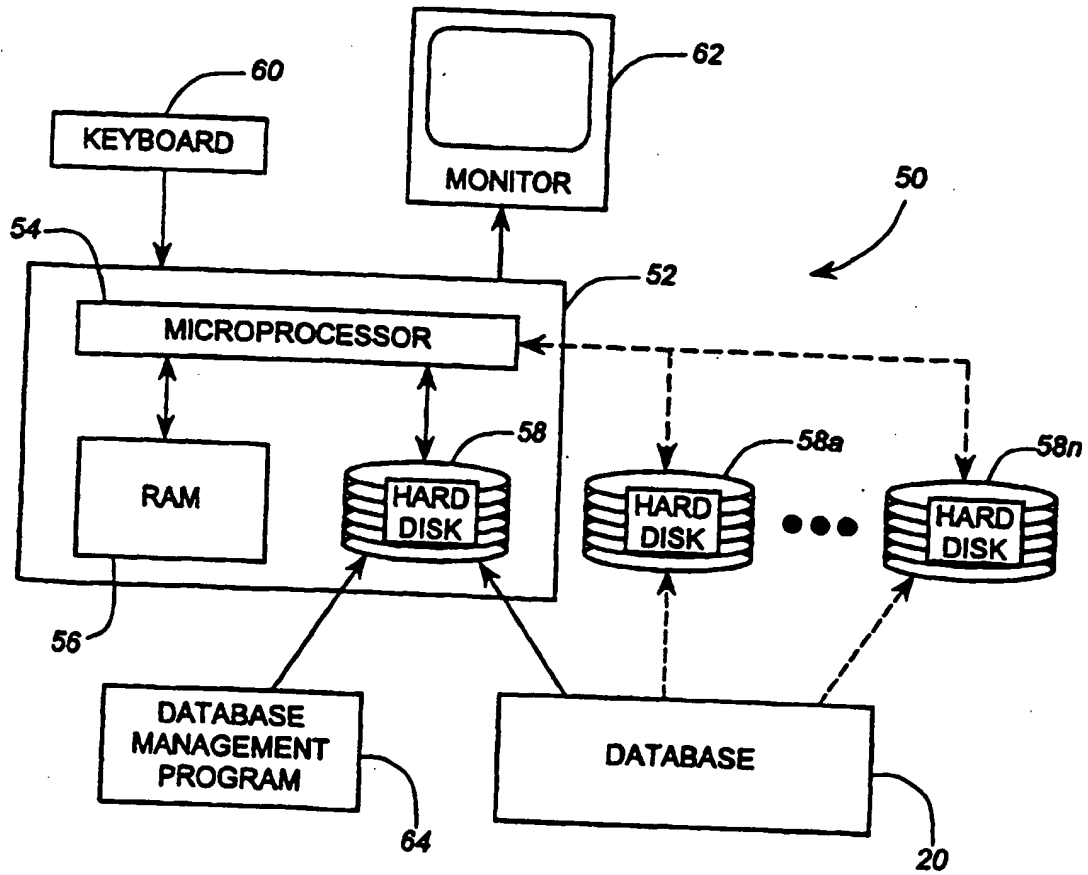 60
KEYBOARD
62
MONITOR
50
54
52
MICROPROCESSOR
58
58a
58n
RAM
HARD
DISK
HARD
DISK
HARD
DISK
56
DATABASE
MANAGEMENT
PROGRAM
DATABASE
64
20